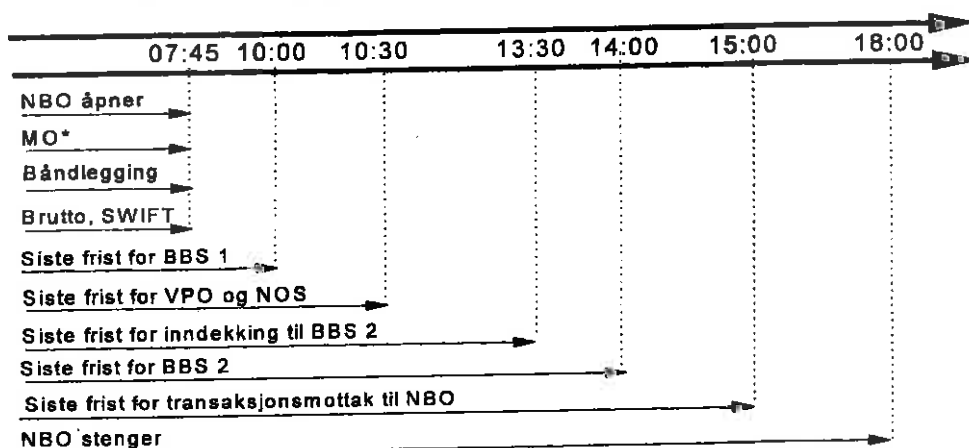 07:45 10:00 10:30 13:30 14:00 15:00 18:00
NBO åpner
MO*
Båndlegging
Brutto, SWIFT
Siste frist for BBS 1
Siste frist for VPO og NOS
Siste frist for inndekking til BBS 2
Siste frist for BBS 2
Siste frist for transaksjonsmottak til NBO
NBO stenger